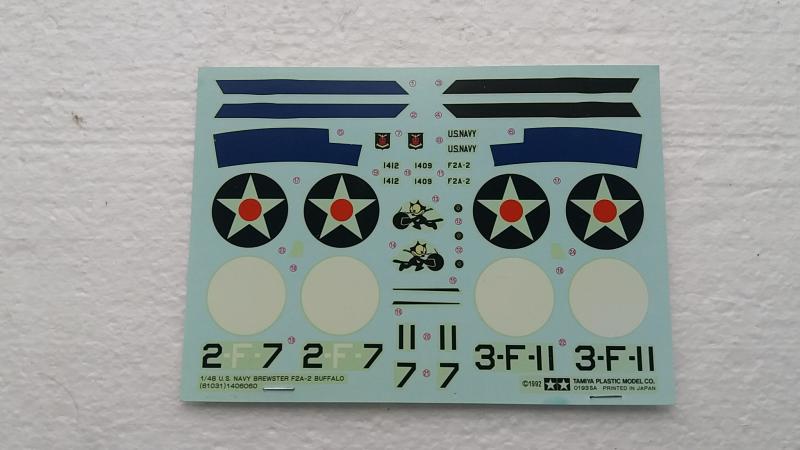 U.S.NAVY
U.S.NAVY
1412 1409 F2A-2
1412 1409 F2A-2
11 11
2-F-7 2-F-7 3-F-11 3-F-11
7 7
1/48 U.S. NAVY BREWSTER F2A-2 BUFFALO
(61031)1406060
©1992 TAMIYA PLASTIC MODEL CO.
0193SA PRINTED IN JAPAN